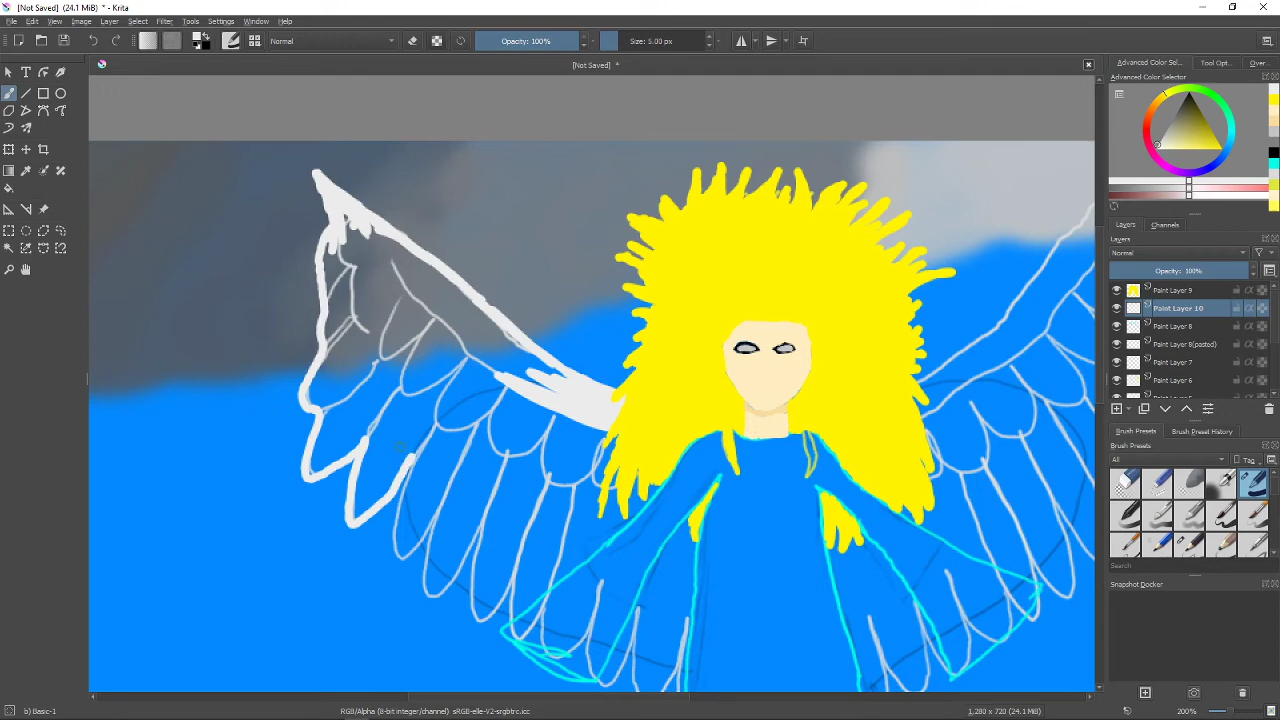 [Not Saved] (24.1 MiB) * - Krita
File Edit View Image Layer Select Filter Tools Settings Window Help
Normal Opacity: 100% Size: 5.00 px
[Not Saved] *
Advanced Color Sel... Tool Opt... Over...
Advanced Color Selector
Layers Channels
Layers
Normal
Opacity: 100%
Paint Layer 9
Paint Layer 10
Paint Layer 8
Paint Layer 8(pasted)
Paint Layer 7
Paint Layer 6
Brush Presets Brush Preset History
Brush Presets
All Tag
Search
Snapshot Docker
b) Basic-1 RGB/Alpha (8-bit integer/channel) sRGB-elle-V2-srgbtrc.icc 1,280 x 720 (24.1 MiB) 200%